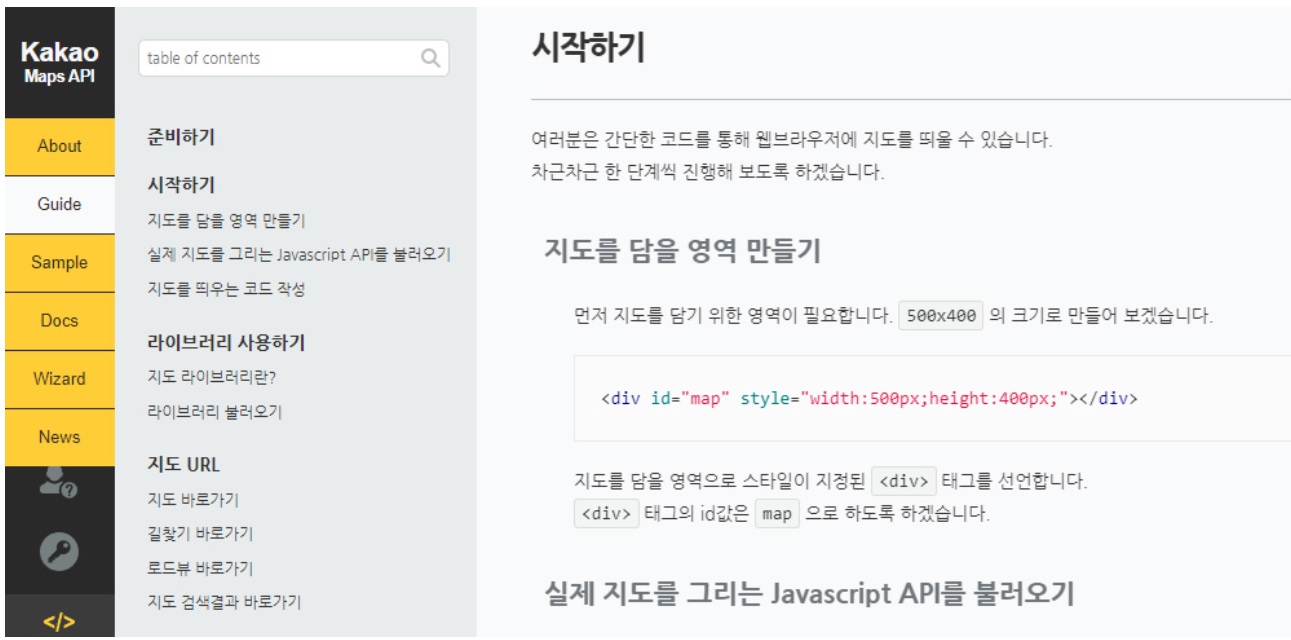 Kakao
Maps API
About
Guide
Sample
Docs
Wizard
News
</>
table of contents
준비하기
시작하기
지도를 담을 영역 만들기
실제 지도를 그리는 Javascript API를 불러오기
지도를 띄우는 코드 작성
라이브러리 사용하기
지도 라이브러리란?
라이브러리 불러오기
지도 URL
지도 바로가기
길찾기 바로가기
로드뷰 바로가기
지도 검색결과 바로가기
시작하기
여러분은 간단한 코드를 통해 웹브라우저에 지도를 띄울 수 있습니다.
차근차근 한 단계씩 진행해 보도록 하겠습니다.
지도를 담을 영역 만들기
먼저 지도를 담기 위한 영역이 필요합니다. 500x400 의 크기로 만들어 보겠습니다.
<div id="map" style="width:500px;height:400px;"></div>
지도를 담을 영역으로 스타일이 지정된 <div> 태그를 선언합니다.
<div> 태그의 id값은 map 으로 하도록 하겠습니다.
실제 지도를 그리는 Javascript API를 불러오기